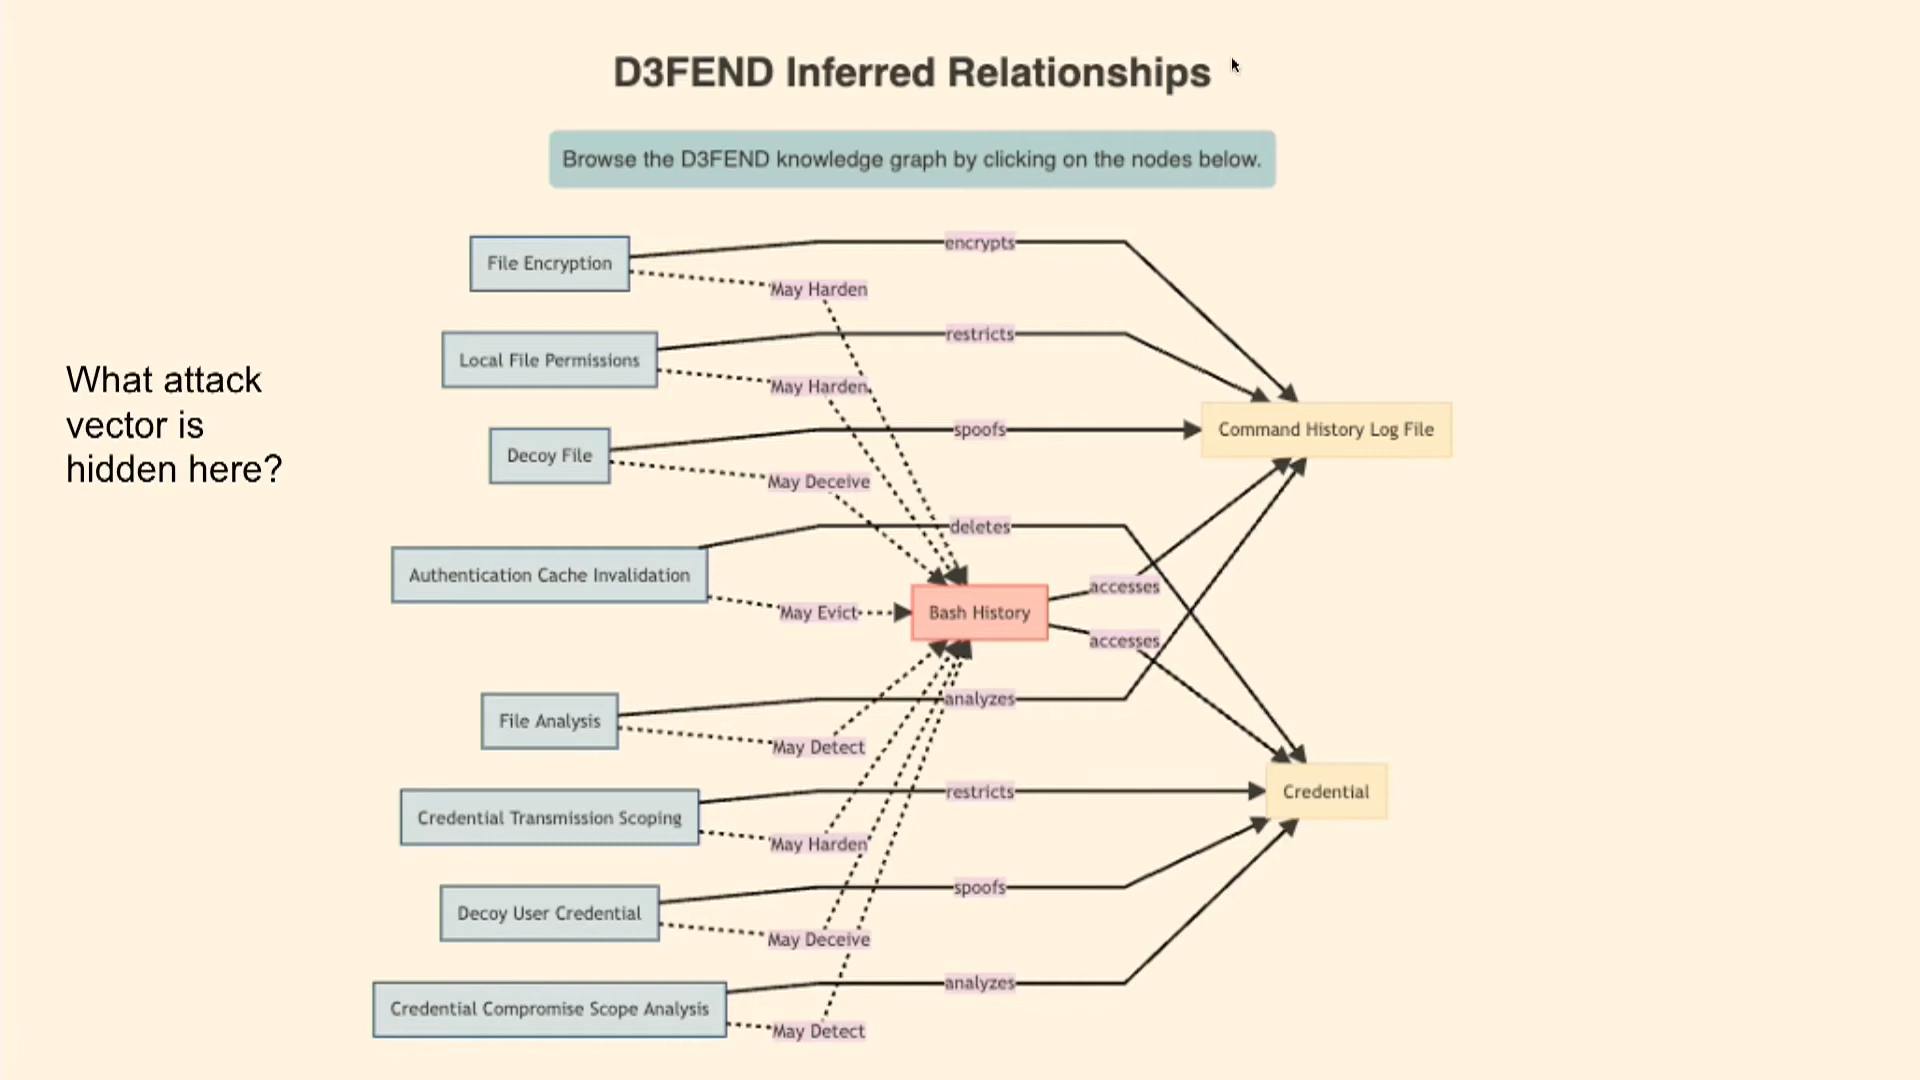 D3FEND Inferred Relationships
Browse the D3FEND knowledge graph by clicking on the nodes below.
What attack
vector is
hidden here?
File Encryption
encrypts
May Harden
Local File Permissions
restricts
May Harden
Decoy File
spoofs
May Deceive
Command History Log File
Authentication Cache Invalidation
deletes
May Evict
Bash History
accesses
accesses
File Analysis
analyzes
May Detect
Credential Transmission Scoping
restricts
May Harden
Credential
Decoy User Credential
spoofs
May Deceive
Credential Compromise Scope Analysis
analyzes
May Detect